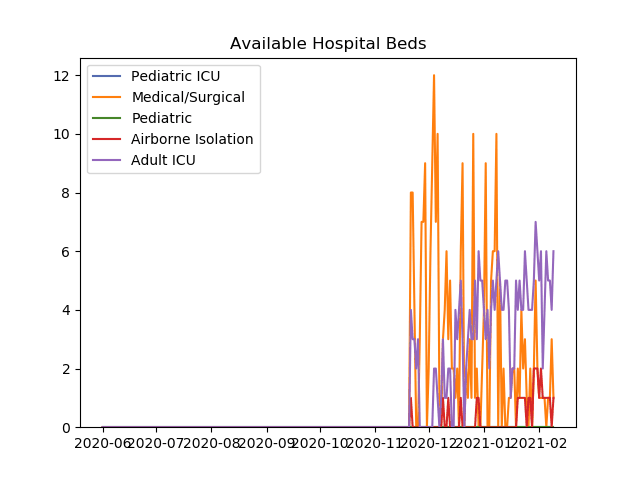 Available Hospital Beds
Pediatric ICU
Medical/Surgical
Pediatric
Airborne Isolation
Adult ICU
12
10
8
6
4
2
0
2020-06 2020-07 2020-08 2020-09 2020-10 2020-11 2020-12 2021-01 2021-02